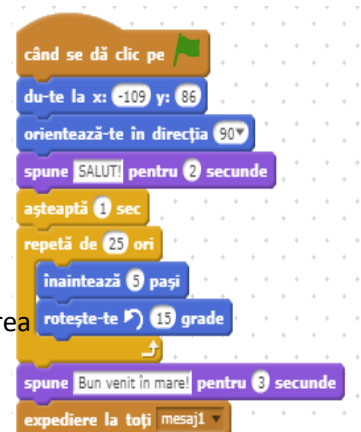 când se dă clic pe
du-te la x: -109 y: 86
orientează-te în direcția 90
spune SALUT! pentru 2 secunde
așteaptă 1 sec
repetă de 25 ori
înaintează 5 pași
rea rotește-te 15 grade
spune Bun venit în mare! pentru 3 secunde
expediere la toți mesaj1